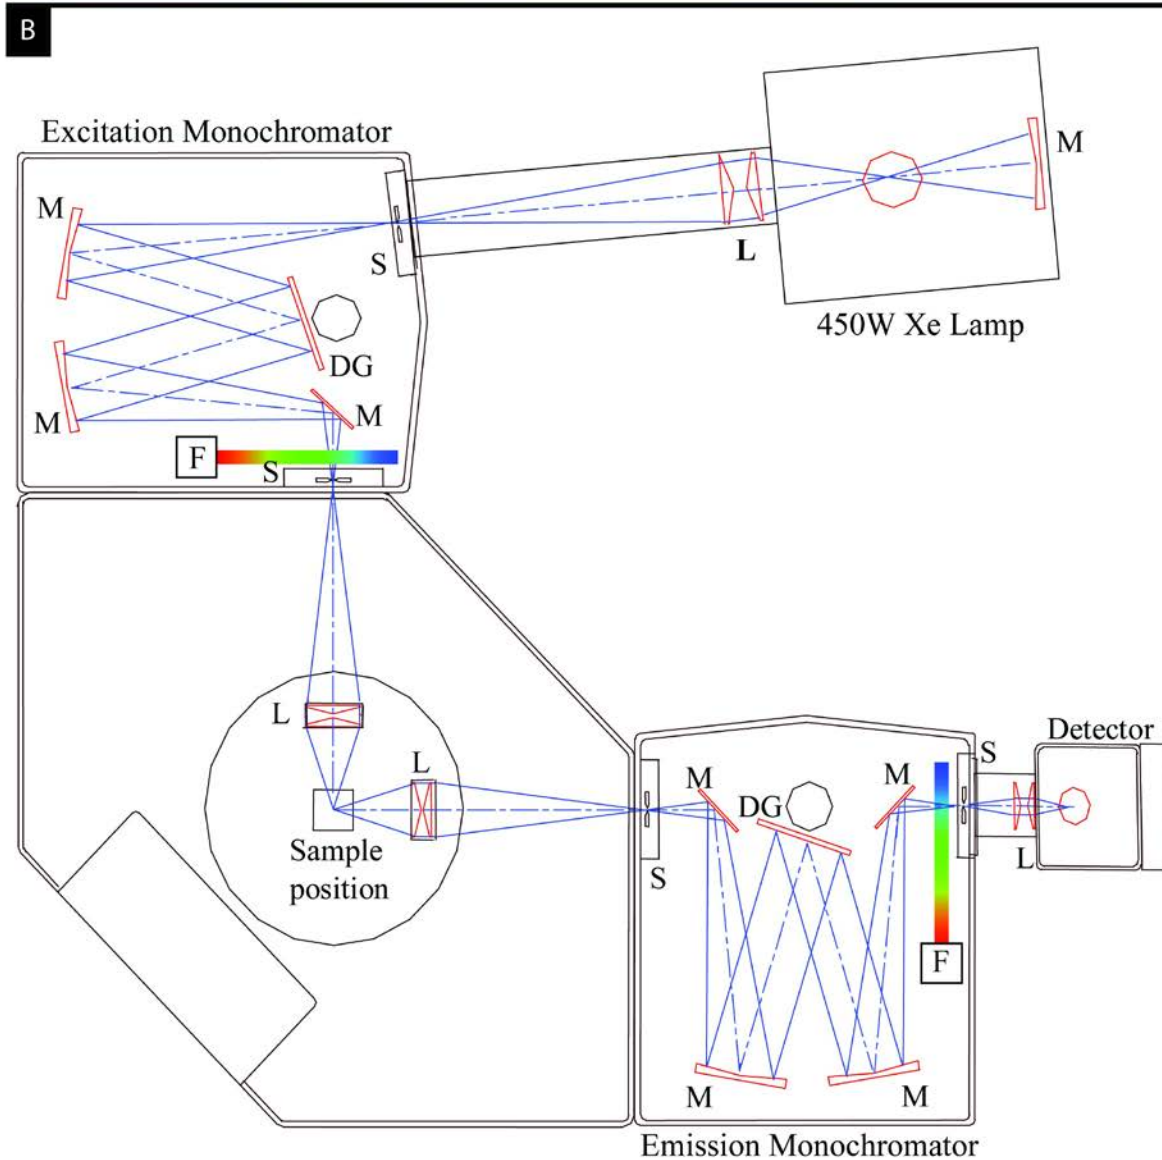 B
Excitation Monochromator
M
M
S
L
450W Xe Lamp
DG
M
M
F
S
L
L
Sample
position
Detector
S
M
M
DG
S
L
F
M
M
Emission Monochromator